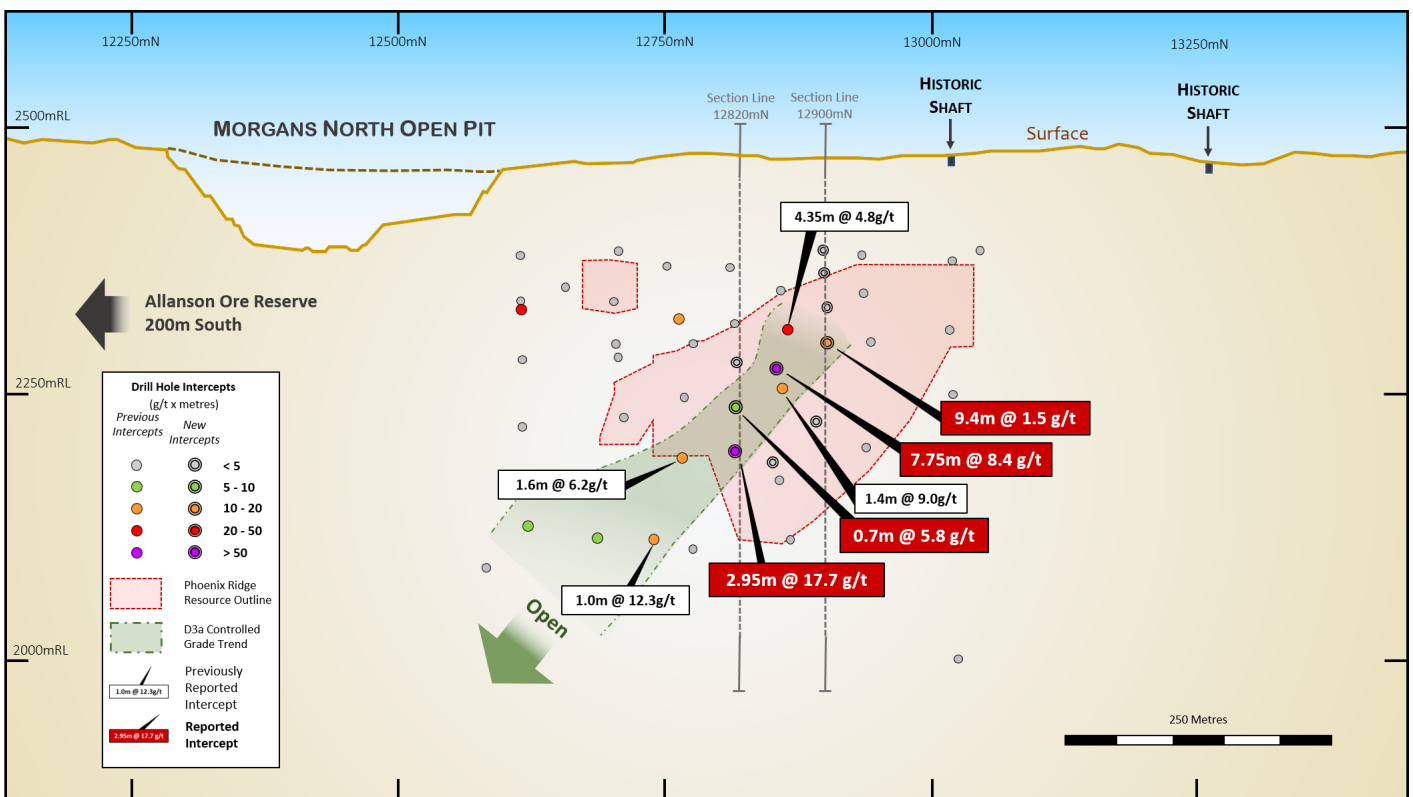 12250mN
12500mN
12750mN
13000mN
13250mN
2500mRL
MORGANS NORTH OPEN PIT
Section Line
12820mN
Section Line
12900mN
HISTORIC
SHAFT
Surface
HISTORIC
SHAFT
4.35m @ 4.8g/t
Allanson Ore Reserve
200m South
2250mRL
9.4m @ 1.5 g/t
7.75m @ 8.4 g/t
1.6m @ 6.2g/t
1.4m @ 9.0g/t
0.7m @ 5.8 g/t
2.95m @ 17.7 g/t
1.0m @ 12.3g/t
Open
2000mRL
Drill Hole Intercepts
(g/t x metres)
Previous
Intercepts
New
Intercepts
< 5
5 - 10
10 - 20
20 - 50
> 50
Phoenix Ridge
Resource Outline
D3a Controlled
Grade Trend
1.0m @ 12.3g/t
Previously
Reported
Intercept
2.95m @ 17.7 g/t
Reported
Intercept
250 Metres